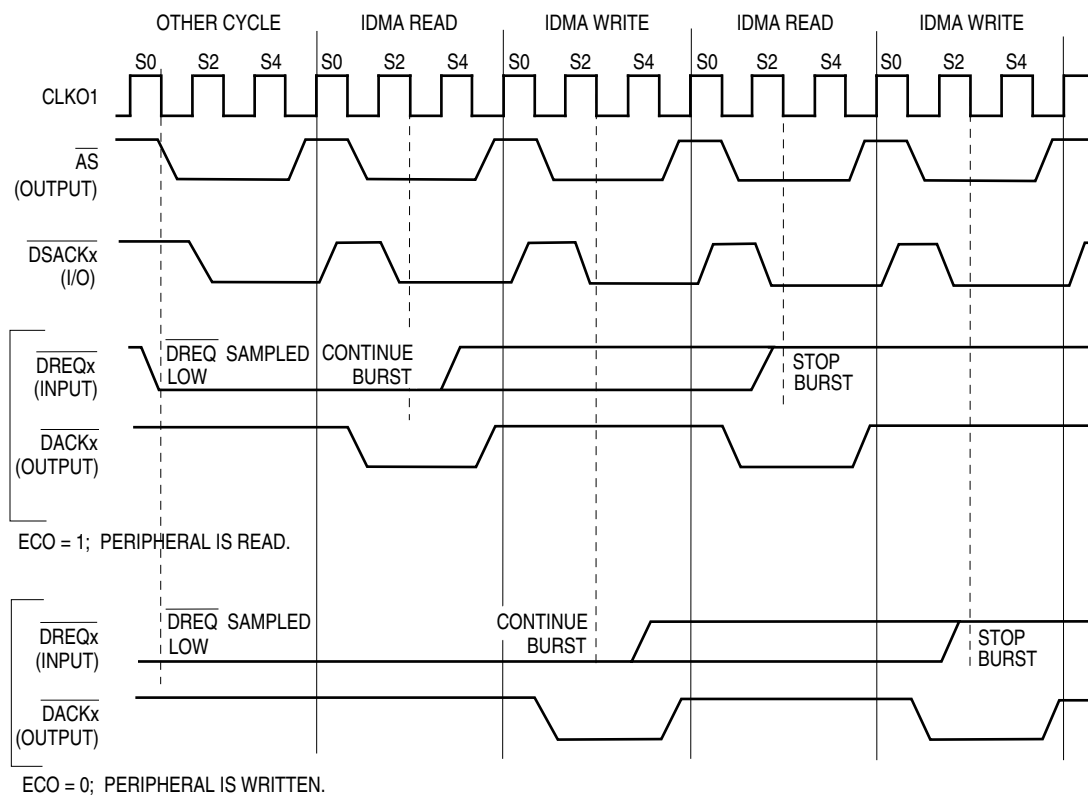 OTHER CYCLE IDMA READ IDMA WRITE IDMA READ IDMA WRITE
S0 S2 S4 S0 S2 S4 S0 S2 S4 S0 S2 S4 S0 S2 S4
CLKO1
AS
(OUTPUT)
DSACKx
(I/O)
DREQx
(INPUT)
DREQ SAMPLED
LOW
CONTINUE
BURST
STOP
BURST
DACKx
(OUTPUT)
ECO = 1; PERIPHERAL IS READ.
DREQx
(INPUT)
DREQ SAMPLED
LOW
CONTINUE
BURST
STOP
BURST
DACKx
(OUTPUT)
ECO = 0; PERIPHERAL IS WRITTEN.